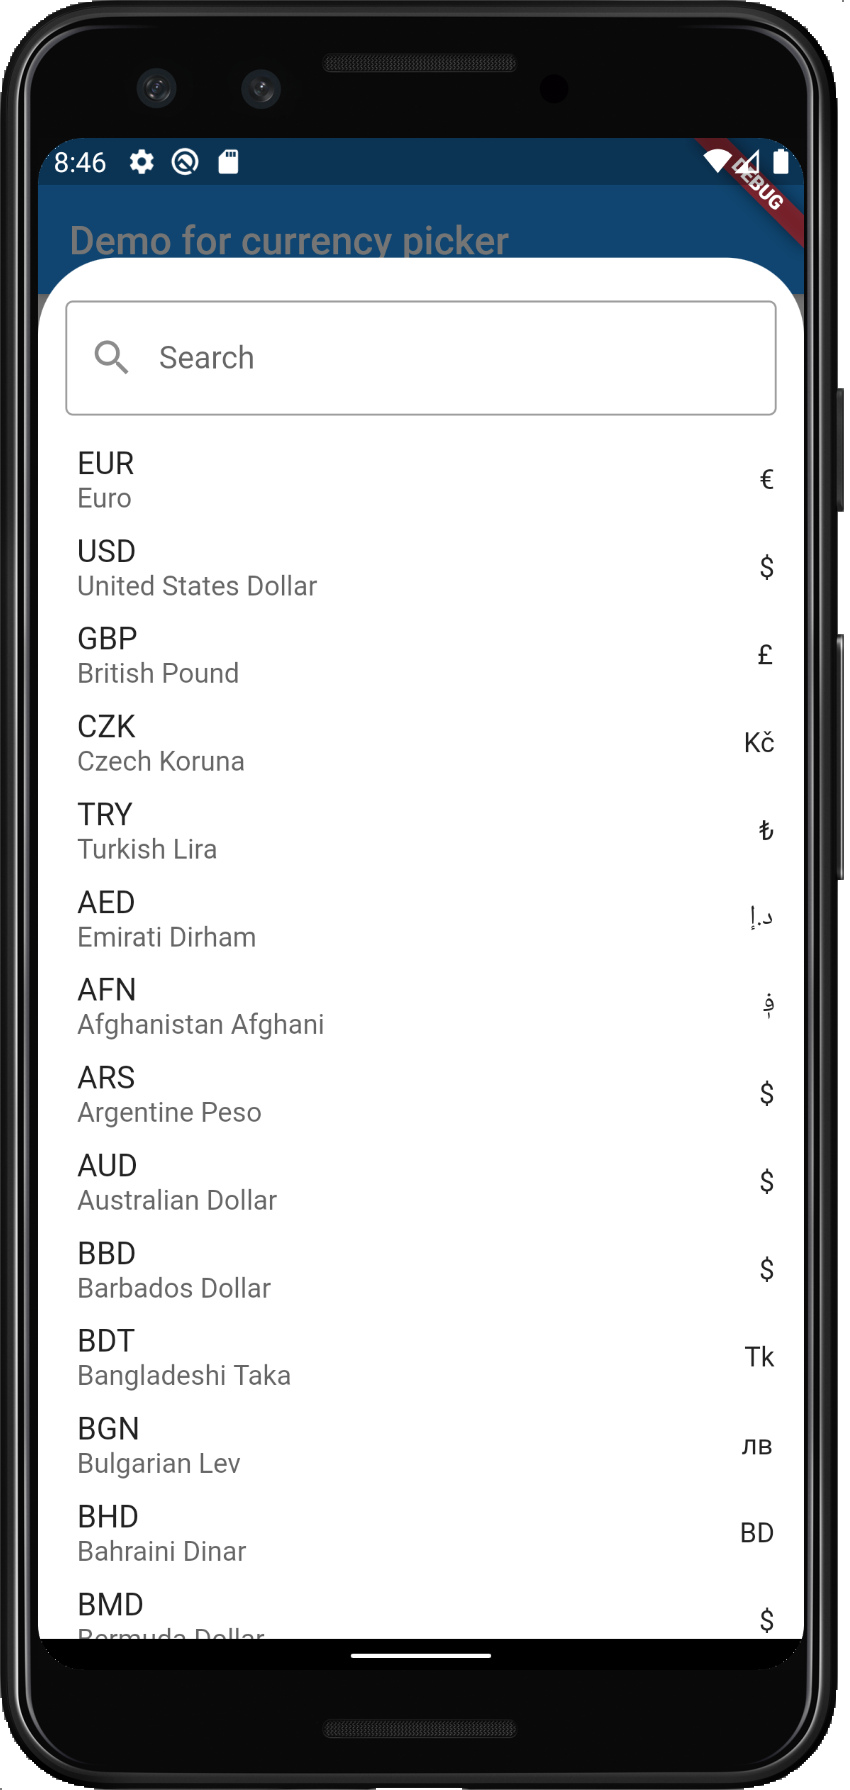 8:46
DEBUG
Demo for currency picker
Search
EUR
Euro
€
USD
United States Dollar
$
GBP
British Pound
£
CZK
Czech Koruna
Kč
TRY
Turkish Lira
₺
AED
Emirati Dirham
د.إ
AFN
Afghanistan Afghani
؋
ARS
Argentine Peso
$
AUD
Australian Dollar
$
BBD
Barbados Dollar
$
BDT
Bangladeshi Taka
Tk
BGN
Bulgarian Lev
лв
BHD
Bahraini Dinar
BD
BMD
Bermuda Dollar
$